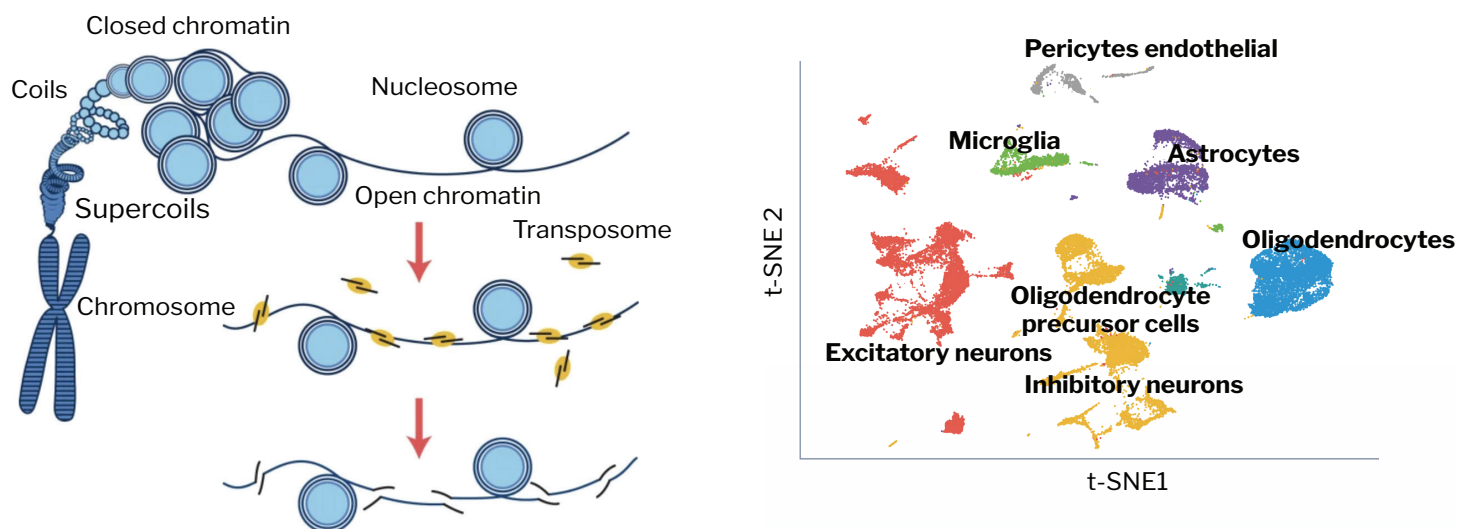 Closed chromatin
Coils
Nucleosome
Open chromatin
Supercoils
Transposome
Chromosome
Pericytes endothelial
Microglia
Astrocytes
Oligodendrocytes
Oligodendrocyte
precursor cells
Excitatory neurons
Inhibitory neurons
t-SNE 2
t-SNE1